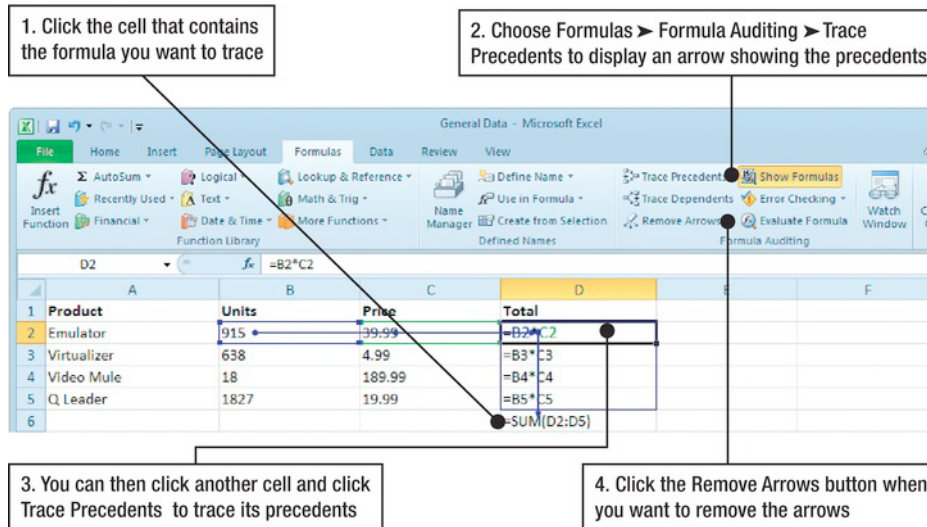 1. Click the cell that contains
the formula you want to trace
2. Choose Formulas ➤ Formula Auditing ➤ Trace
Precedents to display an arrow showing the precedents
General Data - Microsoft Excel
File Home Insert Page Layout Formulas Data Review View
fx Σ AutoSum Logical Lookup & Reference Define Name Trace Precedents Show Formulas
Recently Used Text Math & Trig Use in Formula Trace Dependents Error Checking
Insert Function Financial Date & Time More Functions Name Manager Create from Selection Remove Arrows Evaluate Formula Watch Window
Function Library Defined Names Formula Auditing
D2 fx =B2*C2
A B C D E F
1 Product Units Price Total
2 Emulator 915 39.99 =B2*C2
3 Virtualizer 638 4.99 =B3*C3
4 Video Mule 18 189.99 =B4*C4
5 Q Leader 1827 19.99 =B5*C5
6 =SUM(D2:D5)
3. You can then click another cell and click
Trace Precedents to trace its precedents
4. Click the Remove Arrows button when
you want to remove the arrows